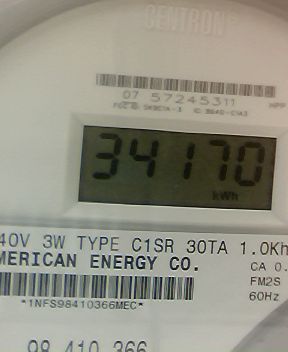 CENTRON®
07 57245311
34170
kWh
40V 3W TYPE C1SR 30TA 1.0Kh
MERICAN ENERGY CO.
CA 0.
FM2S
*1NFS98410366MEC*
60Hz
98 410 366